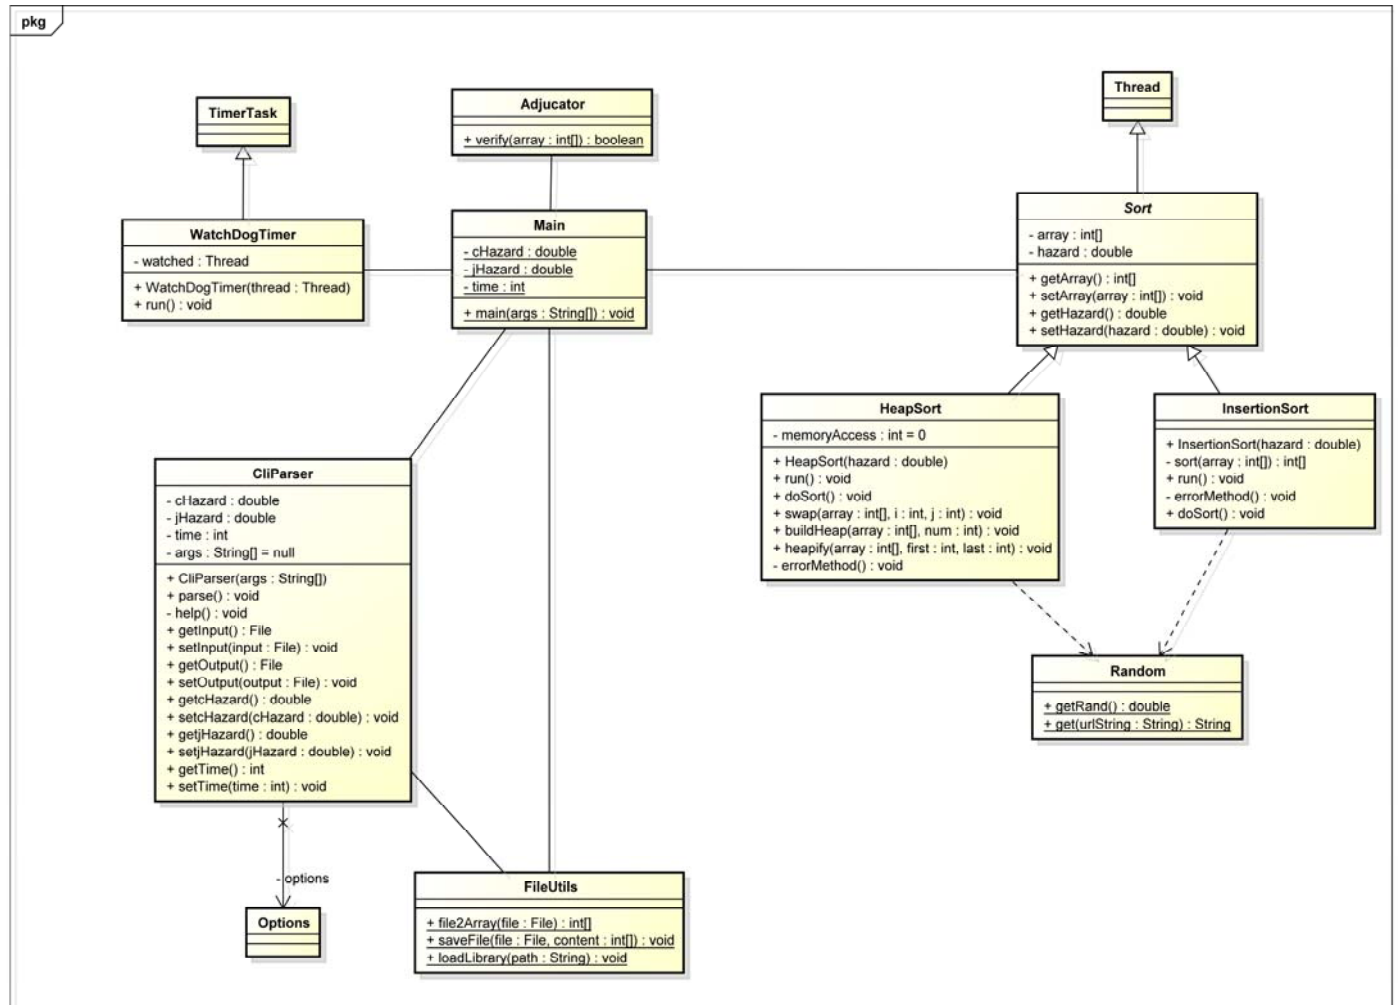 pkg
TimerTask
Adjucator
+ verify(array : int[]) : boolean
Thread
WatchDogTimer
- watched : Thread
+ WatchDogTimer(thread : Thread)
+ run() : void
Main
- cHazard : double
- jHazard : double
- time : int
+ main(args : String[]) : void
Sort
- array : int[]
- hazard : double
+ getArray() : int[]
+ setArray(array : int[]) : void
+ getHazard() : double
+ setHazard(hazard : double) : void
HeapSort
- memoryAccess : int = 0
+ HeapSort(hazard : double)
+ run() : void
+ doSort() : void
+ swap(array : int[], i : int, j : int) : void
+ buildHeap(array : int[], num : int) : void
+ heapify(array : int[], first : int, last : int) : void
- errorMethod() : void
InsertionSort
+ InsertionSort(hazard : double)
- sort(array : int[]) : int[]
+ run() : void
- errorMethod() : void
+ doSort() : void
CliParser
- cHazard : double
- jHazard : double
- time : int
- args : String[] = null
+ CliParser(args : String[])
+ parse() : void
- help() : void
+ getInput() : File
+ setInput(input : File) : void
+ getOutput() : File
+ setOutput(output : File) : void
+ getcHazard() : double
+ setcHazard(cHazard : double) : void
+ getjHazard() : double
+ setjHazard(jHazard : double) : void
+ getTime() : int
+ setTime(time : int) : void
Random
+ getRand() : double
+ get(urlString : String) : String
- options
Options
FileUtils
+ file2Array(file : File) : int[]
+ saveFile(file : File, content : int[]) : void
+ loadLibrary(path : String) : void